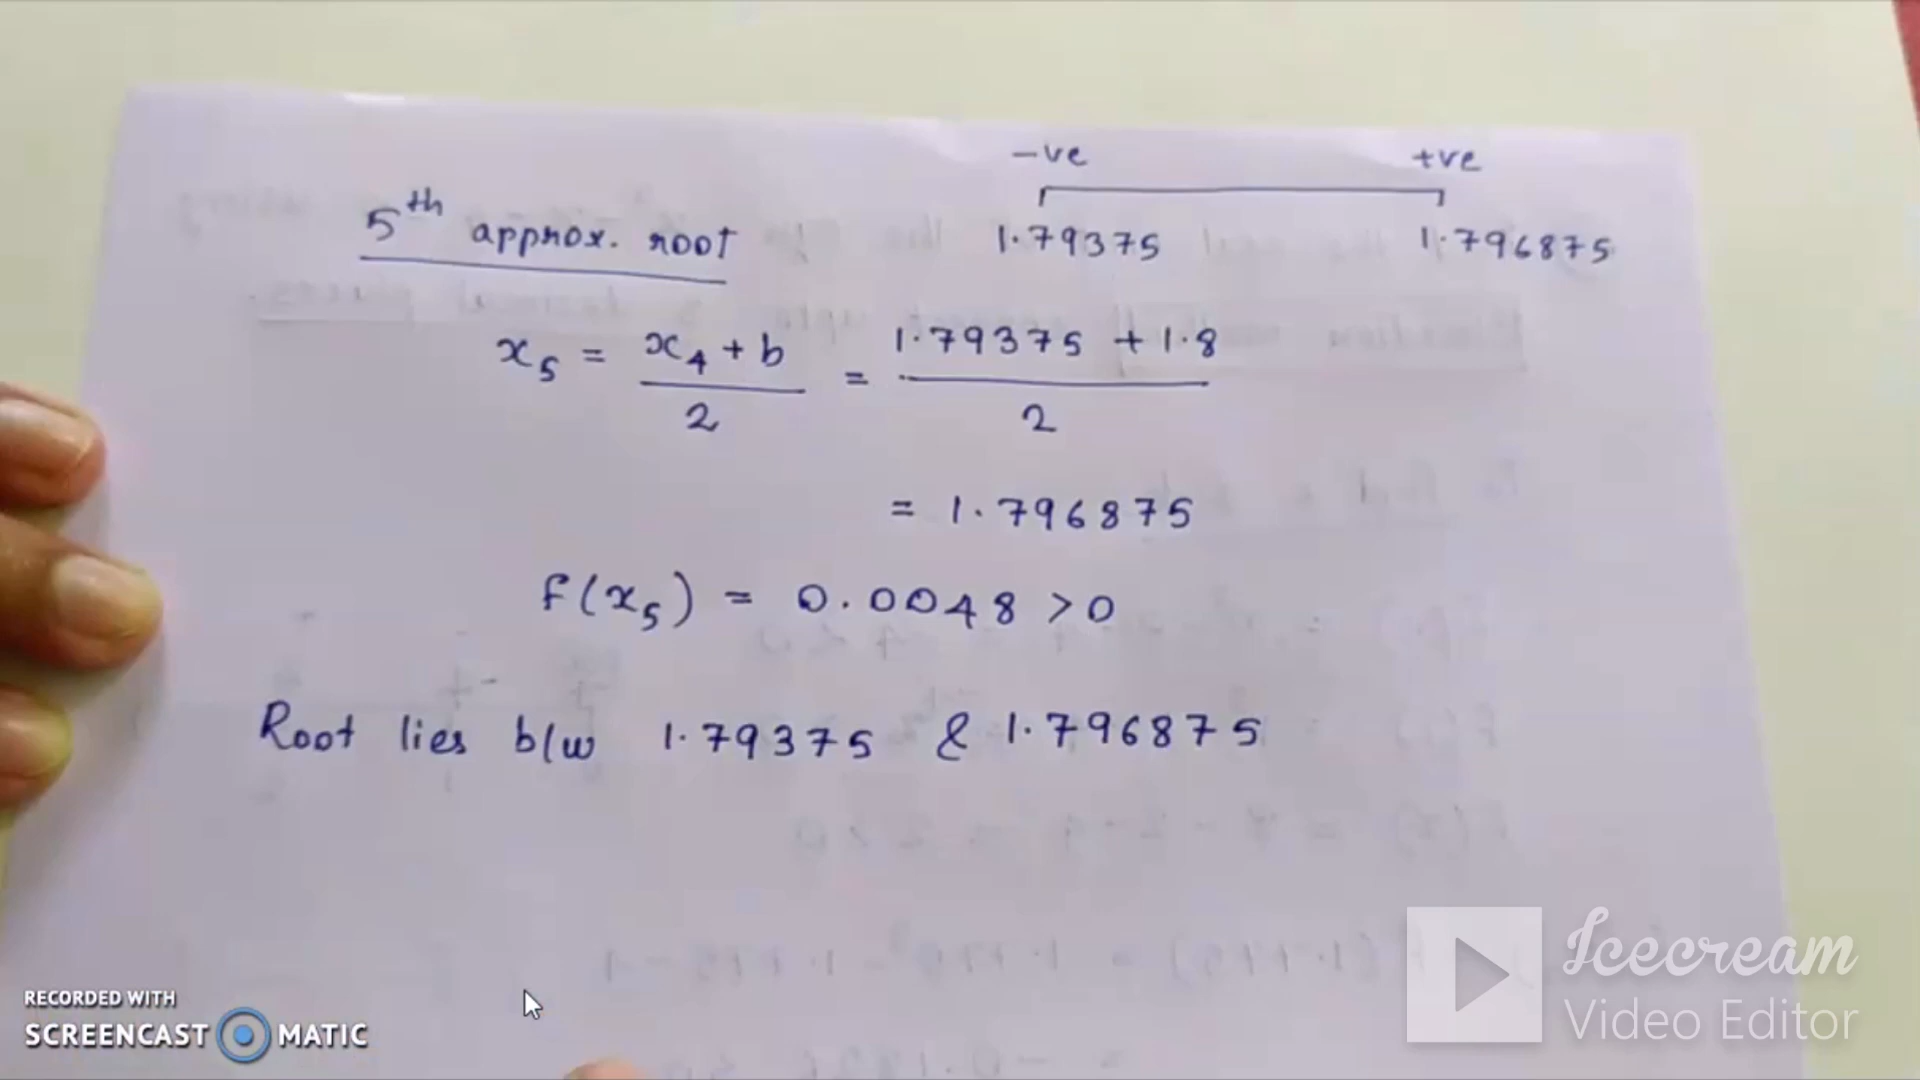 -ve +ve
5th approx. root 1.79375 1.796875
x5 = x4 + b / 2 = 1.79375 + 1.8 / 2
= 1.796875
f(x5) = 0.0048 > 0
Root lies b/w 1.79375 & 1.796875
Icecream
Video Editor
RECORDED WITH
SCREENCAST MATIC